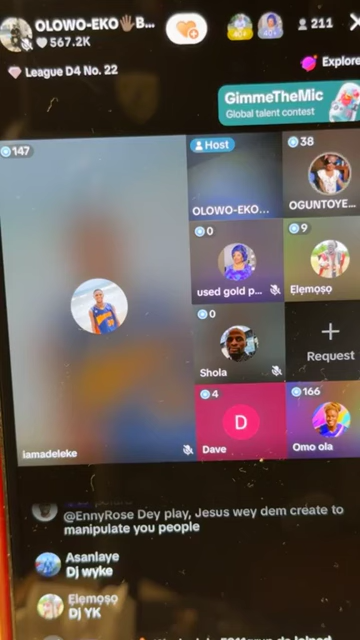 OLOWO-EKO🖐🏿B...
567.2K
211
League D4 No. 22
Explore
GimmeTheMic
Global talent contest
147
Host
OLOWO-EKO...
38
OGUNTOYE...
0
used gold p...
9
Ẹlẹmọṣọ
0
Shola
+
Request
iamadeleke
4
D
Dave
166
Omo ola
@EnnyRose Dey play, Jesus wey dem create to
manipulate you people
Asanlaye
Dj wyke
Ẹlẹmọṣọ
Dj YK